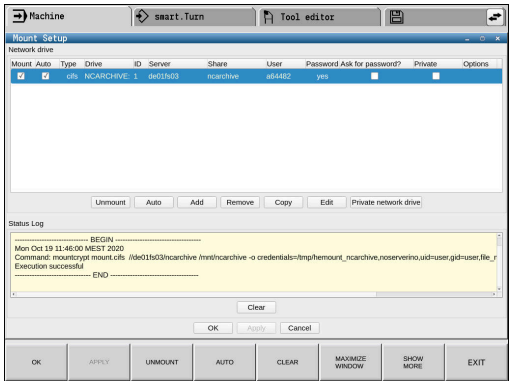 Machine smart.Turn Tool editor
Mount Setup
Network drive
Mount Auto Type Drive ID Server Share User Password Ask for password? Private Options
cifs NCARCHIVE: 1 de01fs03 ncarchive a64482 yes
Unmount Auto Add Remove Copy Edit Private network drive
Status Log
------------------------------ BEGIN -----------------------------------
Mon Oct 19 11:46:00 MEST 2020
Command: mountcrypt mount.cifs //de01fs03/ncarchive /mnt/ncarchive -o credentials=/tmp/hemount_ncarchive,noserverino,uid=user,gid=user,file_r
Execution successful
------------------------------ END ------------------------------------
Clear
OK Apply Cancel
OK APPLY UNMOUNT AUTO CLEAR MAXIMIZE WINDOW SHOW MORE EXIT